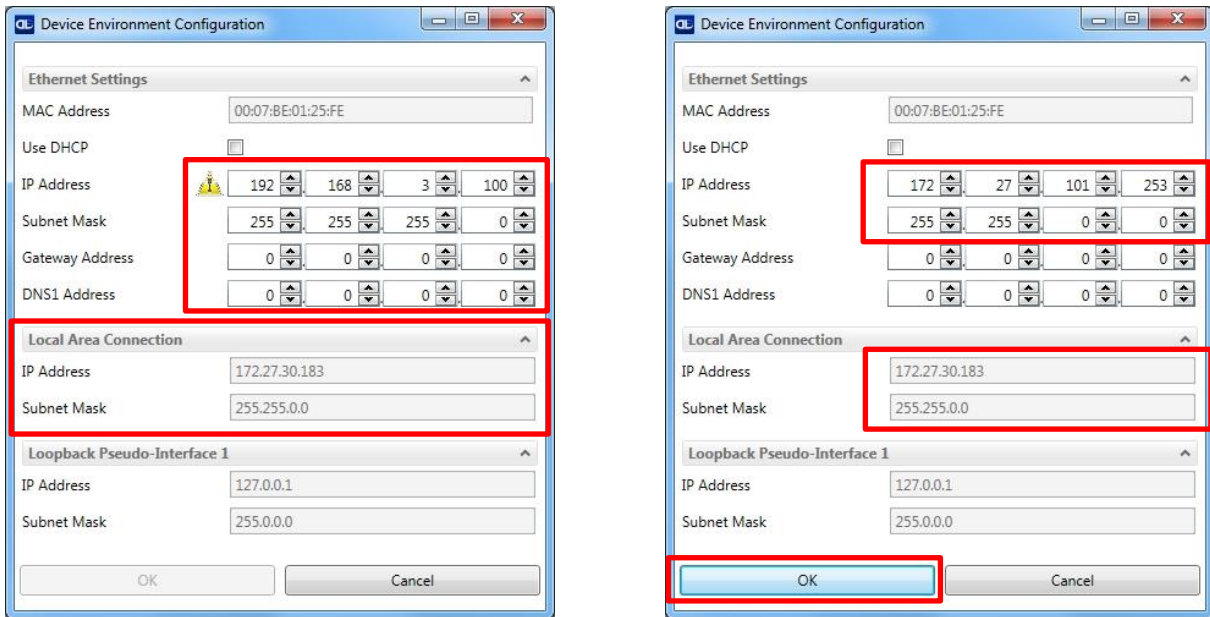 Device Environment Configuration
Ethernet Settings
MAC Address 00:07:BE:01:25:FE
Use DHCP
IP Address 192 . 168 . 3 . 100
Subnet Mask 255 . 255 . 255 . 0
Gateway Address 0 . 0 . 0 . 0
DNS1 Address 0 . 0 . 0 . 0
Local Area Connection
IP Address 172.27.30.183
Subnet Mask 255.255.0.0
Loopback Pseudo-Interface 1
IP Address 127.0.0.1
Subnet Mask 255.0.0.0
OK Cancel
Device Environment Configuration
Ethernet Settings
MAC Address 00:07:BE:01:25:FE
Use DHCP
IP Address 172 . 27 . 101 . 253
Subnet Mask 255 . 255 . 0 . 0
Gateway Address 0 . 0 . 0 . 0
DNS1 Address 0 . 0 . 0 . 0
Local Area Connection
IP Address 172.27.30.183
Subnet Mask 255.255.0.0
Loopback Pseudo-Interface 1
IP Address 127.0.0.1
Subnet Mask 255.0.0.0
OK Cancel